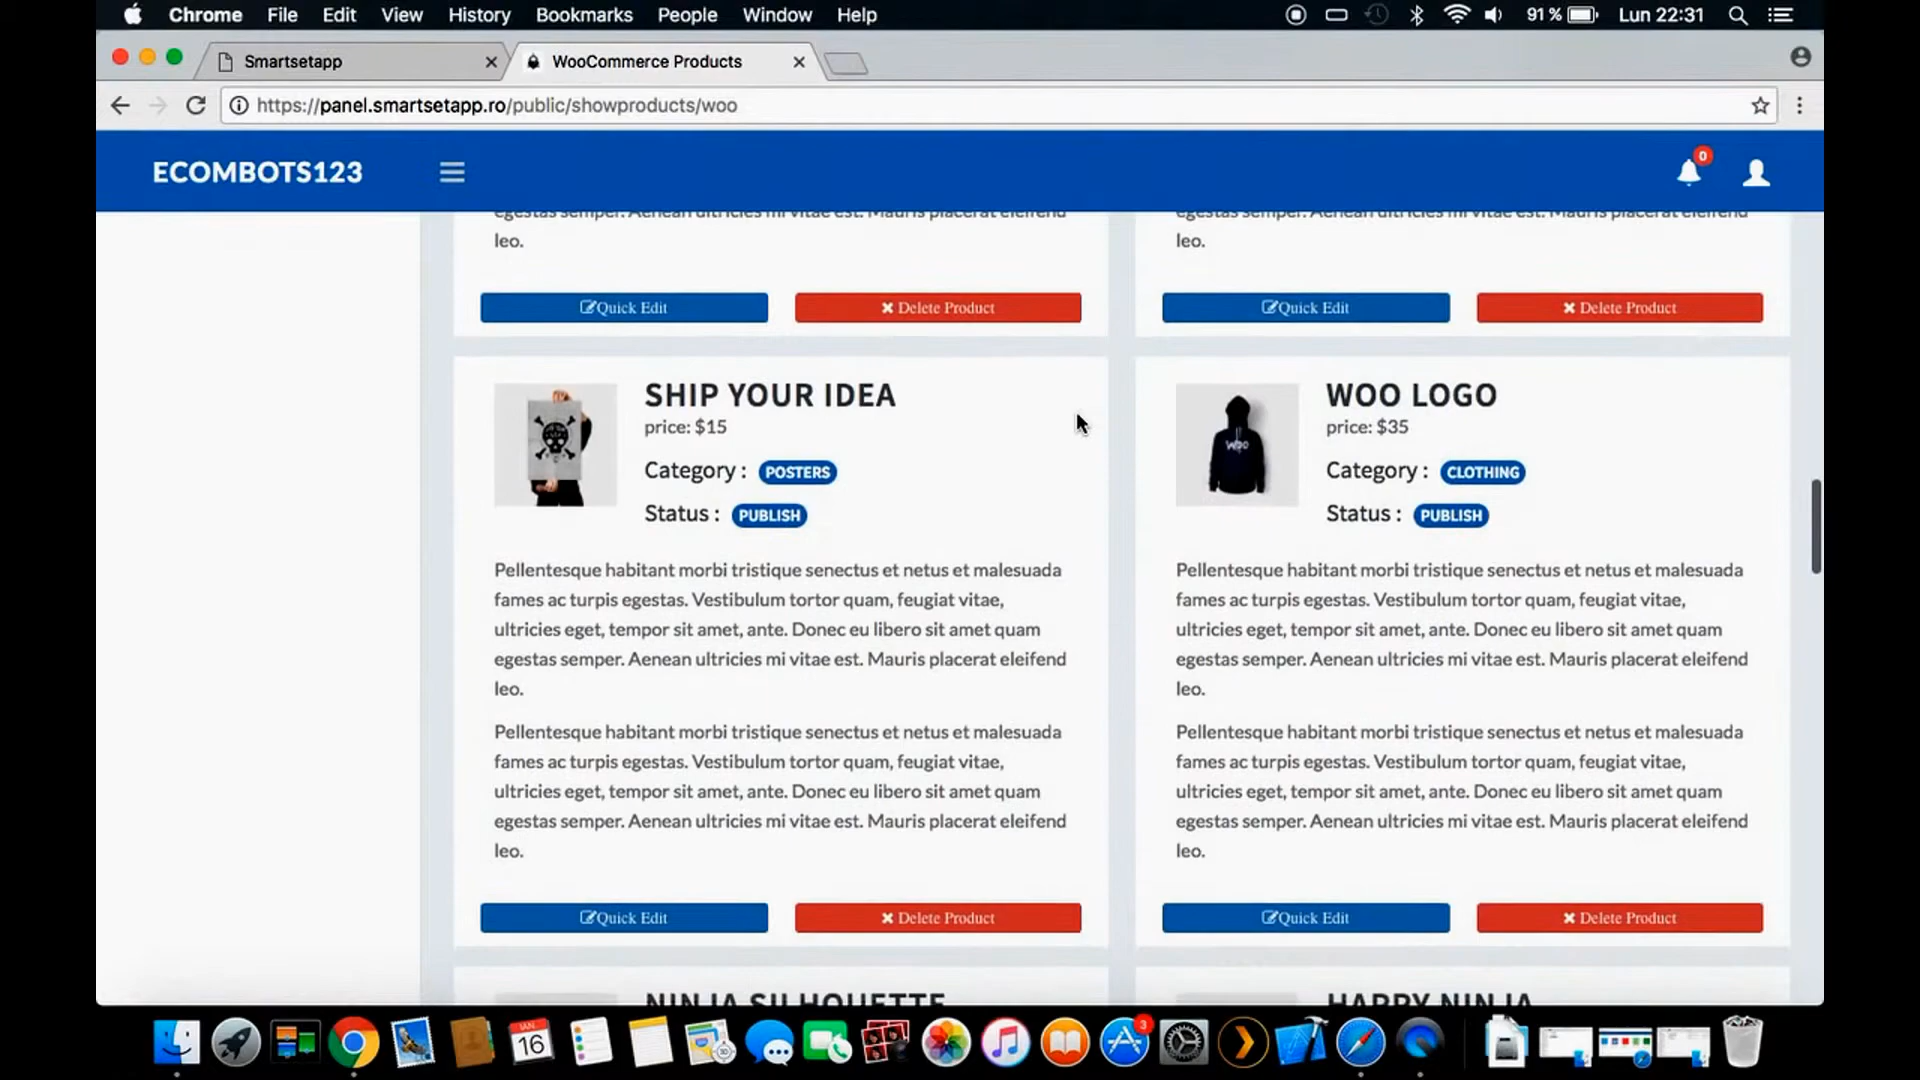 Chrome File Edit View History Bookmarks People Window Help 91% Lun 22:31
Smartsetapp WooCommerce Products
https://panel.smartsetapp.ro/public/showproducts/woo
ECOMBOTS123 0
egestas semper. Aenean ultricies mi vitae est. Mauris placerat eleifend
leo.
Quick Edit Delete Product
egestas semper. Aenean ultricies mi vitae est. Mauris placerat eleifend
leo.
Quick Edit Delete Product
SHIP YOUR IDEA
price: $15
Category : POSTERS
Status : PUBLISH
Pellentesque habitant morbi tristique senectus et netus et malesuada
fames ac turpis egestas. Vestibulum tortor quam, feugiat vitae,
ultricies eget, tempor sit amet, ante. Donec eu libero sit amet quam
egestas semper. Aenean ultricies mi vitae est. Mauris placerat eleifend
leo.
Pellentesque habitant morbi tristique senectus et netus et malesuada
fames ac turpis egestas. Vestibulum tortor quam, feugiat vitae,
ultricies eget, tempor sit amet, ante. Donec eu libero sit amet quam
egestas semper. Aenean ultricies mi vitae est. Mauris placerat eleifend
leo.
Quick Edit Delete Product
WOO LOGO
price: $35
Category : CLOTHING
Status : PUBLISH
Pellentesque habitant morbi tristique senectus et netus et malesuada
fames ac turpis egestas. Vestibulum tortor quam, feugiat vitae,
ultricies eget, tempor sit amet, ante. Donec eu libero sit amet quam
egestas semper. Aenean ultricies mi vitae est. Mauris placerat eleifend
leo.
Pellentesque habitant morbi tristique senectus et netus et malesuada
fames ac turpis egestas. Vestibulum tortor quam, feugiat vitae,
ultricies eget, tempor sit amet, ante. Donec eu libero sit amet quam
egestas semper. Aenean ultricies mi vitae est. Mauris placerat eleifend
leo.
Quick Edit Delete Product
NINJA SILHOUETTE
HAPPY NINJA
16
3